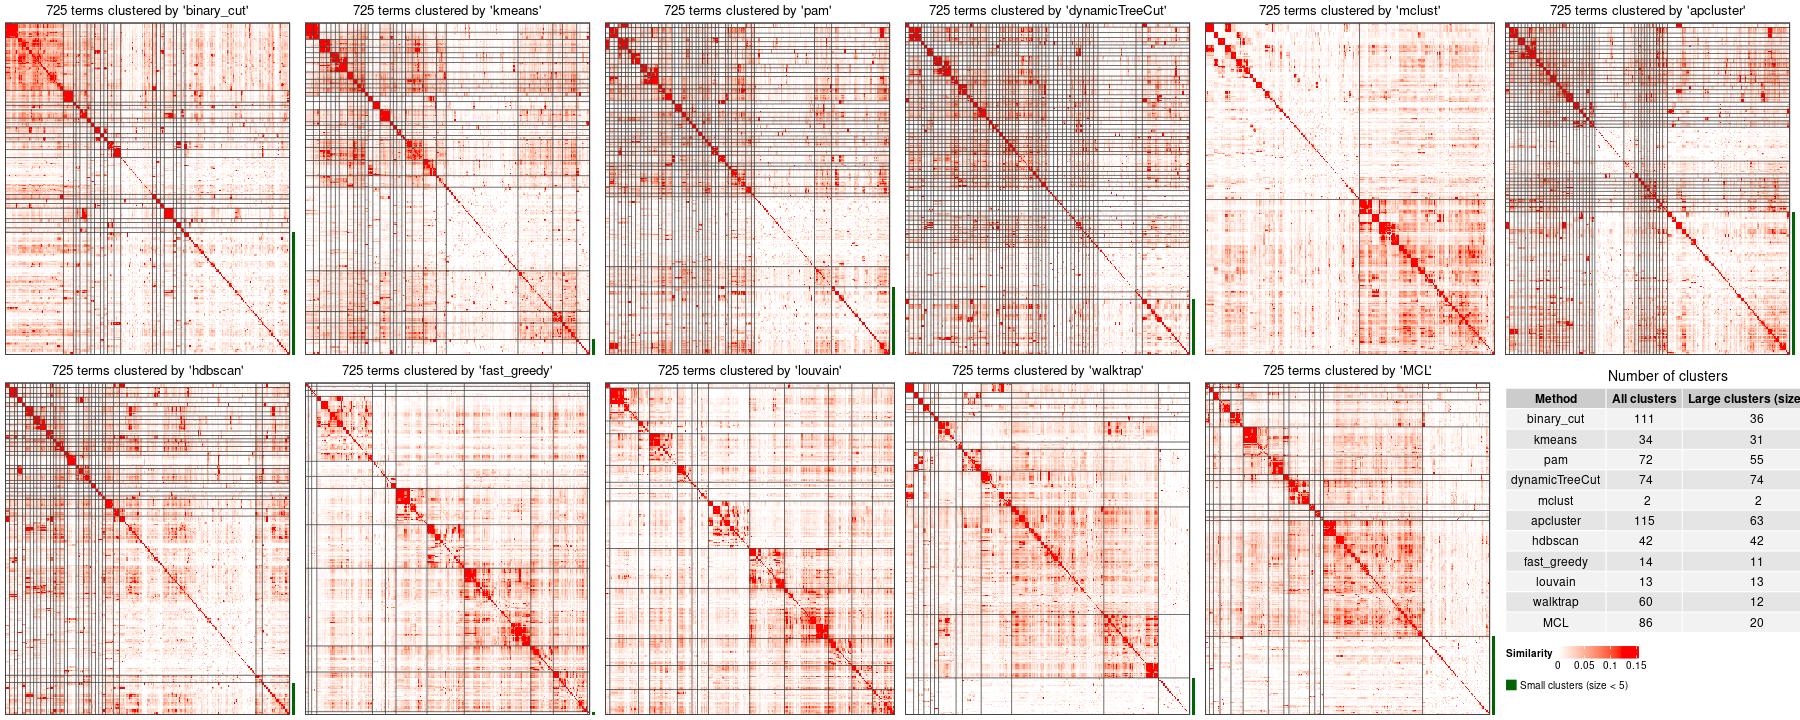 725 terms clustered by 'binary_cut'
725 terms clustered by 'kmeans'
725 terms clustered by 'pam'
725 terms clustered by 'dynamicTreeCut'
725 terms clustered by 'mclust'
725 terms clustered by 'apcluster'
725 terms clustered by 'hdbscan'
725 terms clustered by 'fast_greedy'
725 terms clustered by 'louvain'
725 terms clustered by 'walktrap'
725 terms clustered by 'MCL'
Number of clusters
Method All clusters Large clusters (size
binary_cut 111 36
kmeans 34 31
pam 72 55
dynamicTreeCut 74 74
mclust 2 2
apcluster 115 63
hdbscan 42 42
fast_greedy 14 11
louvain 13 13
walktrap 60 12
MCL 86 20
Similarity
0 0.05 0.1 0.15
Small clusters (size < 5)